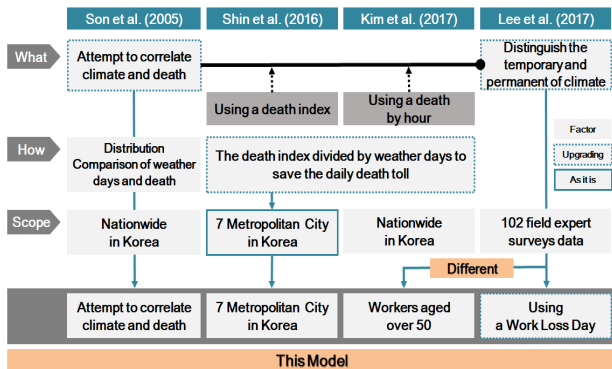 Son et al. (2005)
Shin et al. (2016)
Kim et al. (2017)
Lee et al. (2017)
What
Attempt to correlate
climate and death
Distinguish the
temporary and
permanent of climate
Using a death index
Using a death
by hour
Factor
Upgrading
As it is
How
Distribution
Comparison of weather
days and death
The death index divided by weather days to
save the daily death toll
Scope
Nationwide
in Korea
7 Metropolitan City
in Korea
Nationwide
in Korea
102 field expert
surveys data
Different
Attempt to correlate
climate and death
7 Metropolitan City
in Korea
Workers aged
over 50
Using
a Work Loss Day
This Model